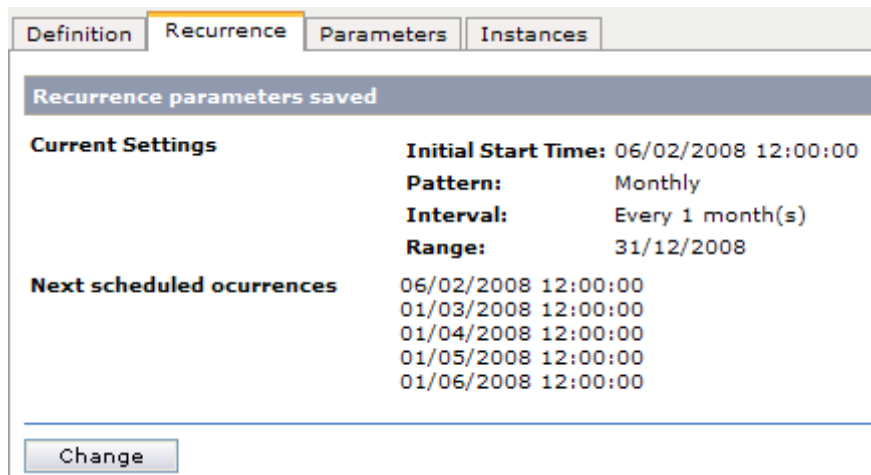 Definition Recurrence Parameters Instances
Recurrence parameters saved
Current Settings
Initial Start Time: 06/02/2008 12:00:00
Pattern: Monthly
Interval: Every 1 month(s)
Range: 31/12/2008
Next scheduled ocurrences 06/02/2008 12:00:00
01/03/2008 12:00:00
01/04/2008 12:00:00
01/05/2008 12:00:00
01/06/2008 12:00:00
Change